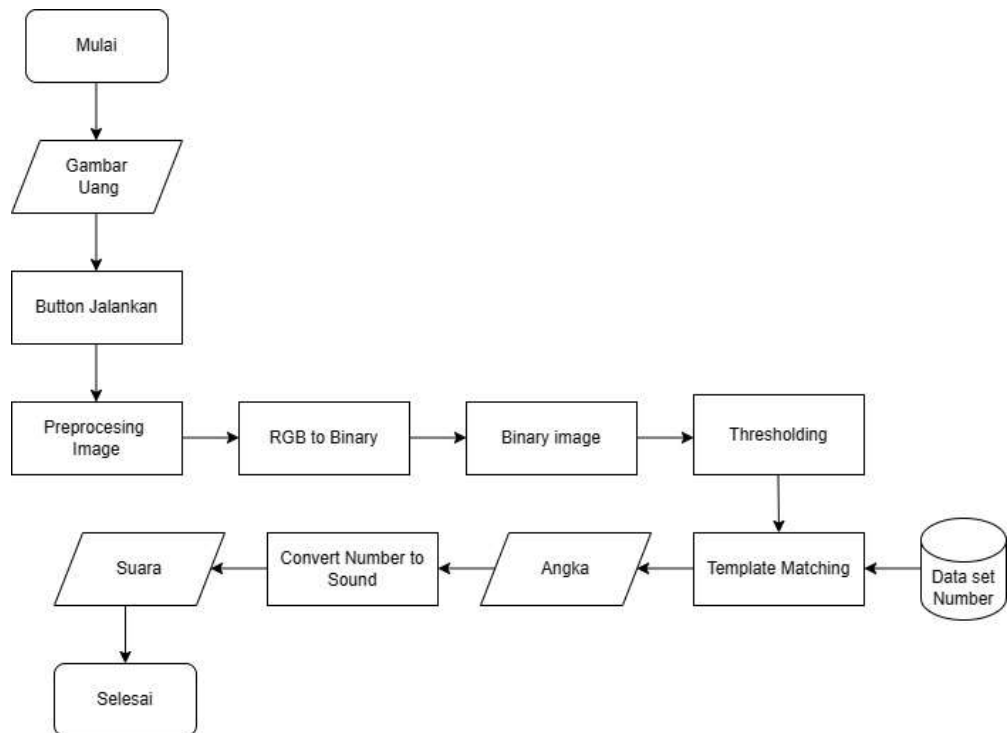 Mulai
Gambar
Uang
Button Jalankan
Preprocesing
Image
RGB to Binary
Binary image
Thresholding
Suara
Convert Number to
Sound
Angka
Template Matching
Data set
Number
Selesai